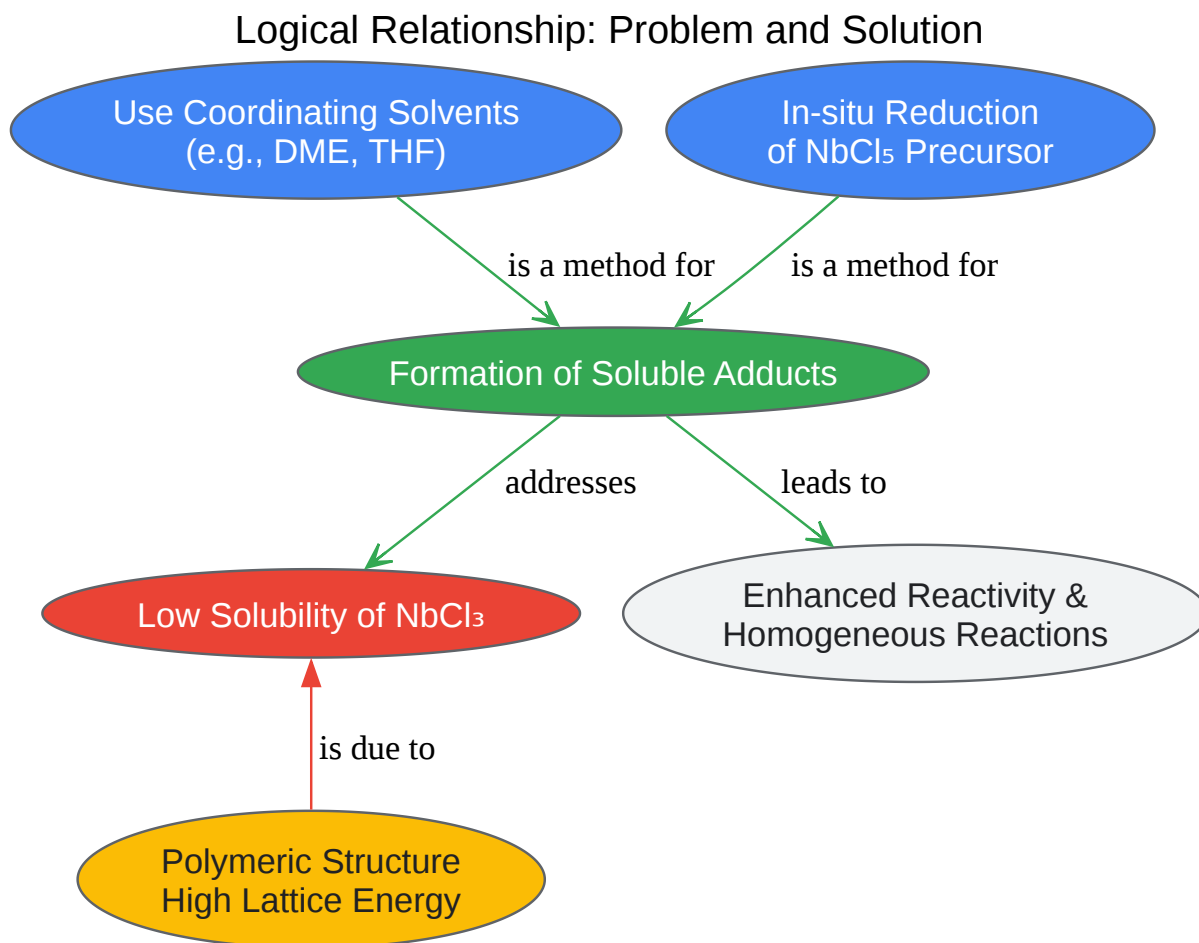 Logical Relationship: Problem and Solution
Use Coordinating Solvents
(e.g., DME, THF)
In-situ Reduction
of NbCl₅ Precursor
is a method for
is a method for
Formation of Soluble Adducts
addresses
leads to
Low Solubility of NbCl₃
Enhanced Reactivity &
Homogeneous Reactions
is due to
Polymeric Structure
High Lattice Energy